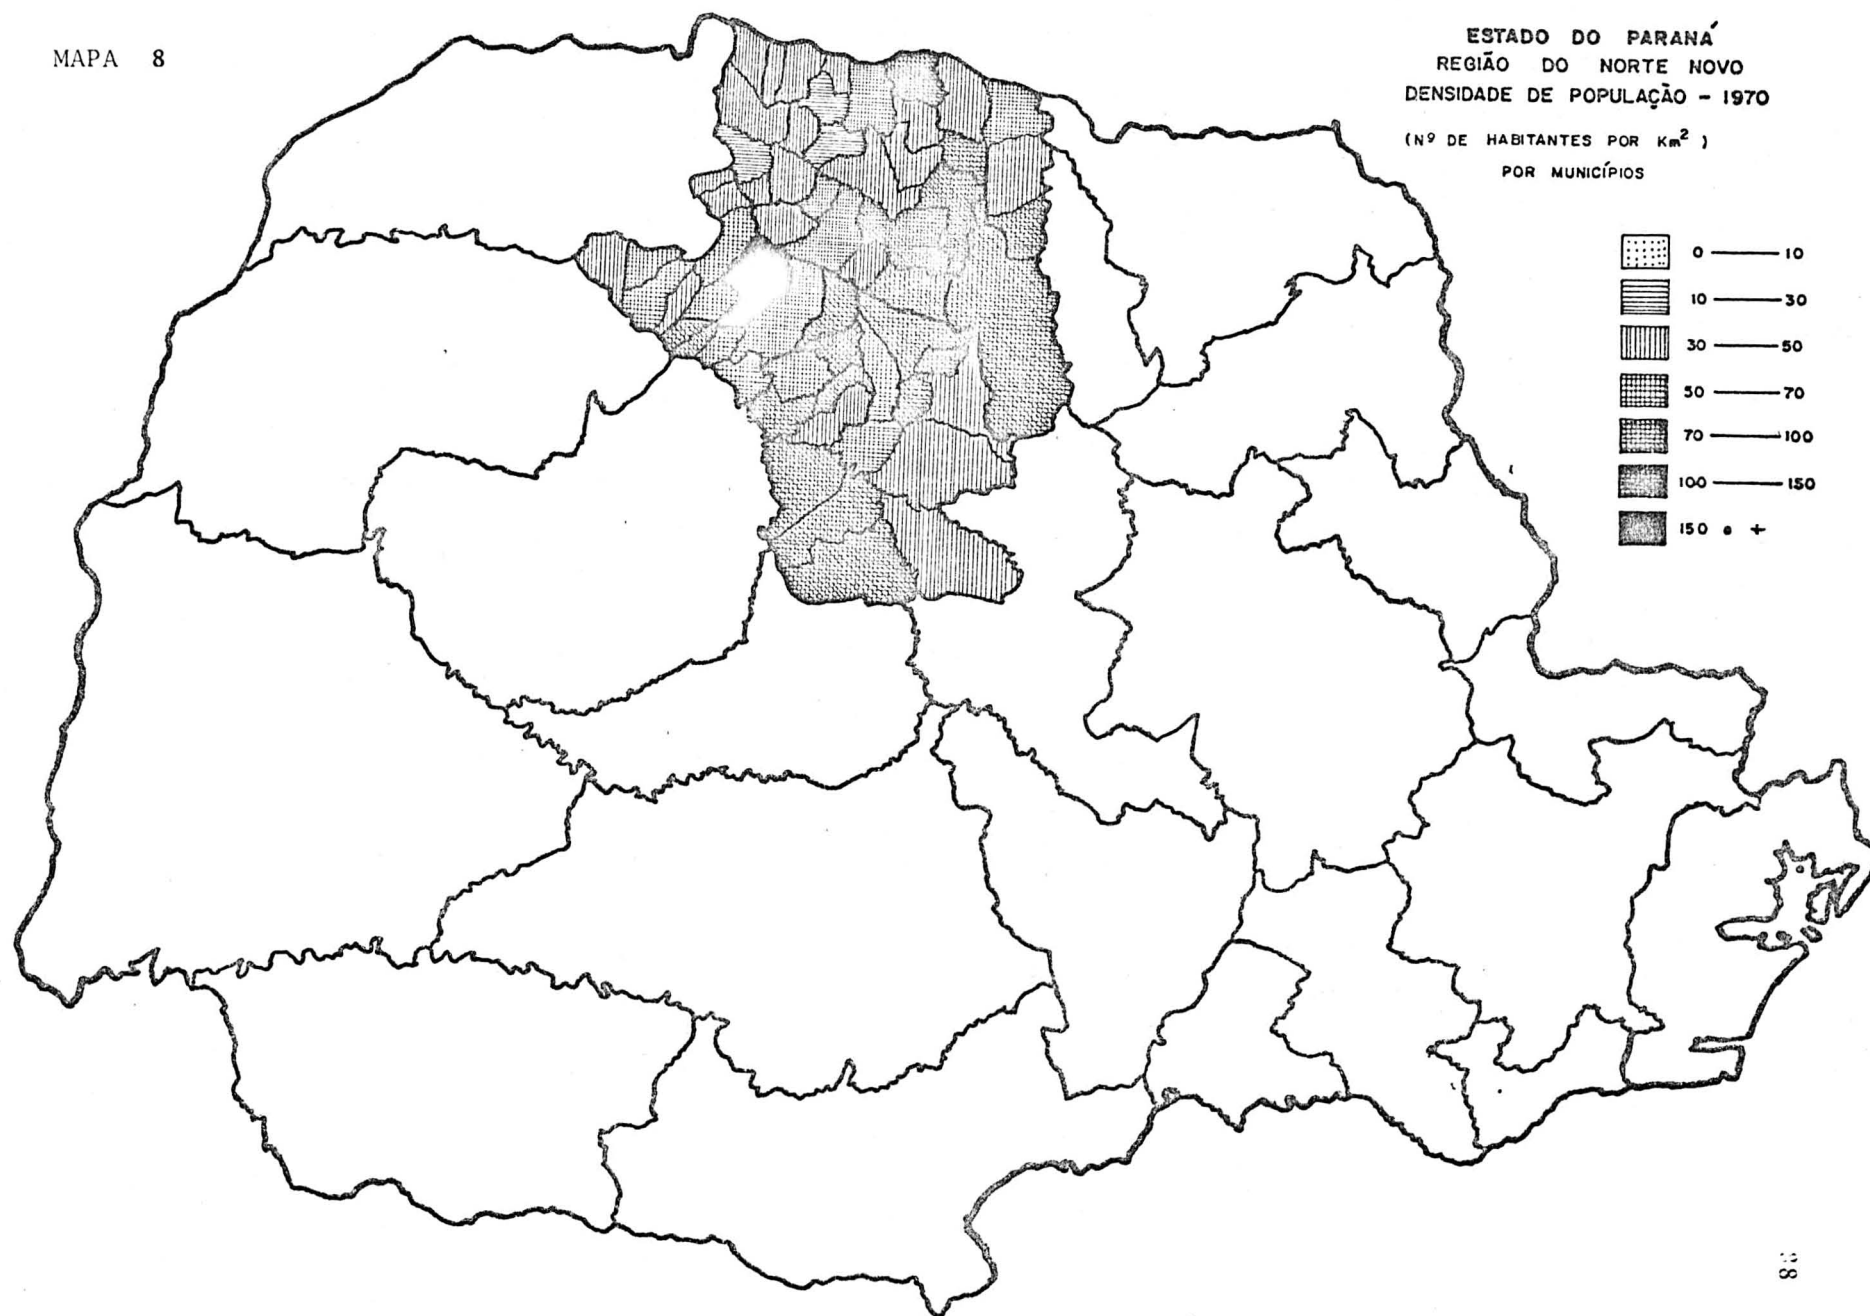 MAPA 8
ESTADO DO PARANÁ
REGIÃO DO NORTE NOVO
DENSIDADE DE POPULAÇÃO - 1970
(Nº DE HABITANTES POR Km² )
POR MUNICÍPIOS
0 — 10
10 — 30
30 — 50
50 — 70
70 — 100
100 — 150
150 e +